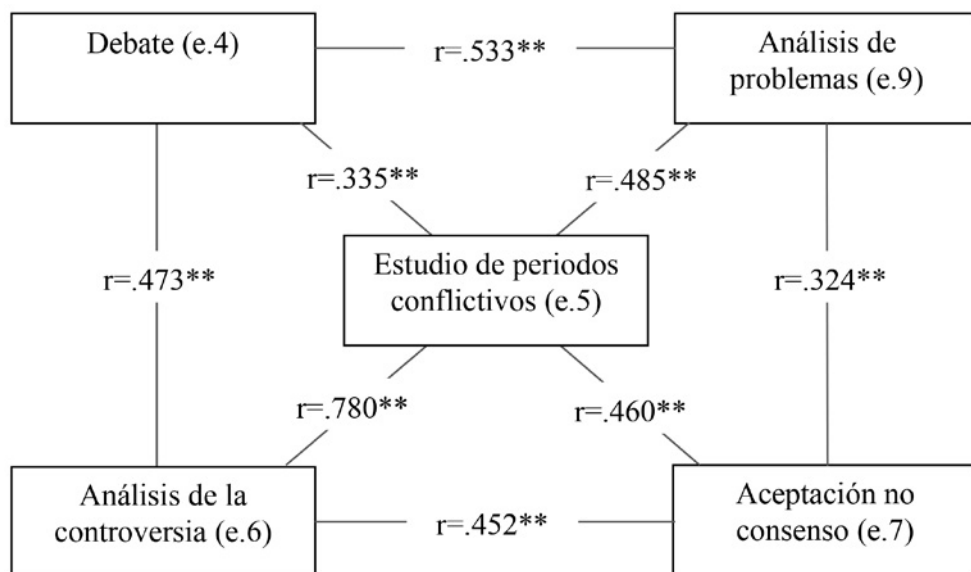 Debate (e.4)
r=.533**
Análisis de
problemas (e.9)
r=.335**
r=.485**
r=.473**
Estudio de periodos
conflictivos (e.5)
r=.324**
r=.780**
r=.460**
Análisis de la
controversia (e.6)
r=.452**
Aceptación no
consenso (e.7)